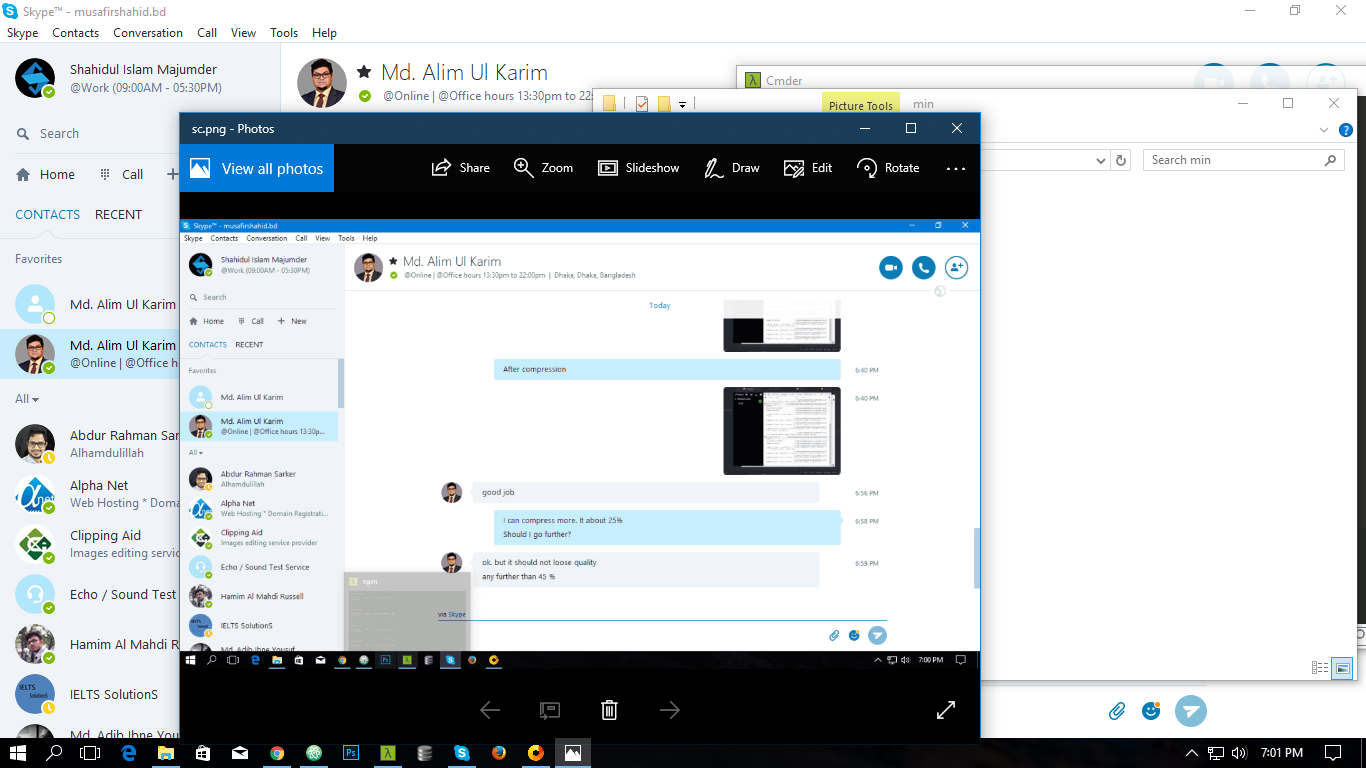 Skype™ - musafirshahid.bd
Skype Contacts Conversation Call View Tools Help
Shahidul Islam Majumder
@Work (09:00AM - 05:30PM)
Search
Home Call
CONTACTS RECENT
Favorites
Md. Alim Ul Karim
Md. Alim Ul Karim
@Online | @Office h
All
Abdur Rahman Sar
Alhamdulillah
Alpha Net
Web Hosting * Doma
Clipping Aid
Images editing servic
Echo / Sound Test
Hamim Al Mahdi R
IELTS SolutionS
Md. Adib Ibne Yousuf
Md. Alim Ul Karim
@Online | @Office hours 13:30pm to 22:
Cmder
Picture Tools min
Search min
sc.png - Photos
View all photos
Share Zoom Slideshow Draw Edit Rotate
Skype™ - musafirshahid.bd
Skype Contacts Conversation Call View Tools Help
Shahidul Islam Majumder
@Work (09:00AM - 05:30PM)
Search
Home Call New
CONTACTS RECENT
Favorites
Md. Alim Ul Karim
Md. Alim Ul Karim
@Online | @Office hours 13:30p...
All
Abdur Rahman Sarker
Alhamdulillah
Alpha Net
Web Hosting * Domain Registrati...
Clipping Aid
Images editing service provider
Echo / Sound Test Service
Hamim Al Mahdi Russell
IELTS SolutionS
Md. Adib Ibne Yousuf
Md. Alim Ul Karim
@Online | @Office hours 13:30pm to 22:00pm | Dhaka, Dhaka, Bangladesh
Today
After compression 6:40 PM
6:40 PM
good job 6:56 PM
I can compress more. It about 25% 6:58 PM
Should I go further?
ok. but it should not loose quality 6:59 PM
any further than 45 %
npm
via Skype
7:00 PM
7:01 PM